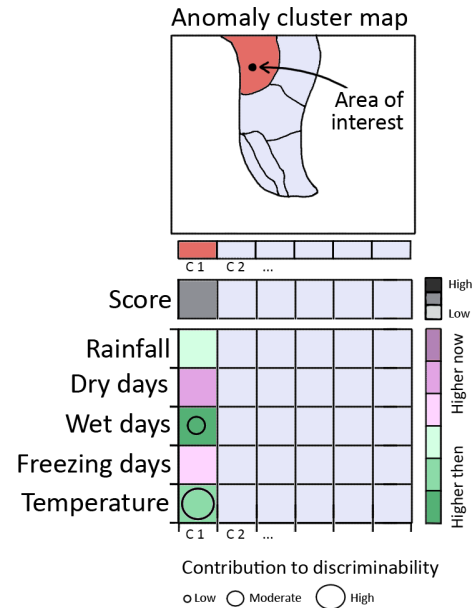 Anomaly cluster map
Area of
interest
C 1 C 2 ...
Score
High
Low
Rainfall
Dry days
Wet days
Freezing days
Temperature
Higher now
Higher then
C 1 C 2 ...
Contribution to discriminability
Low Moderate High